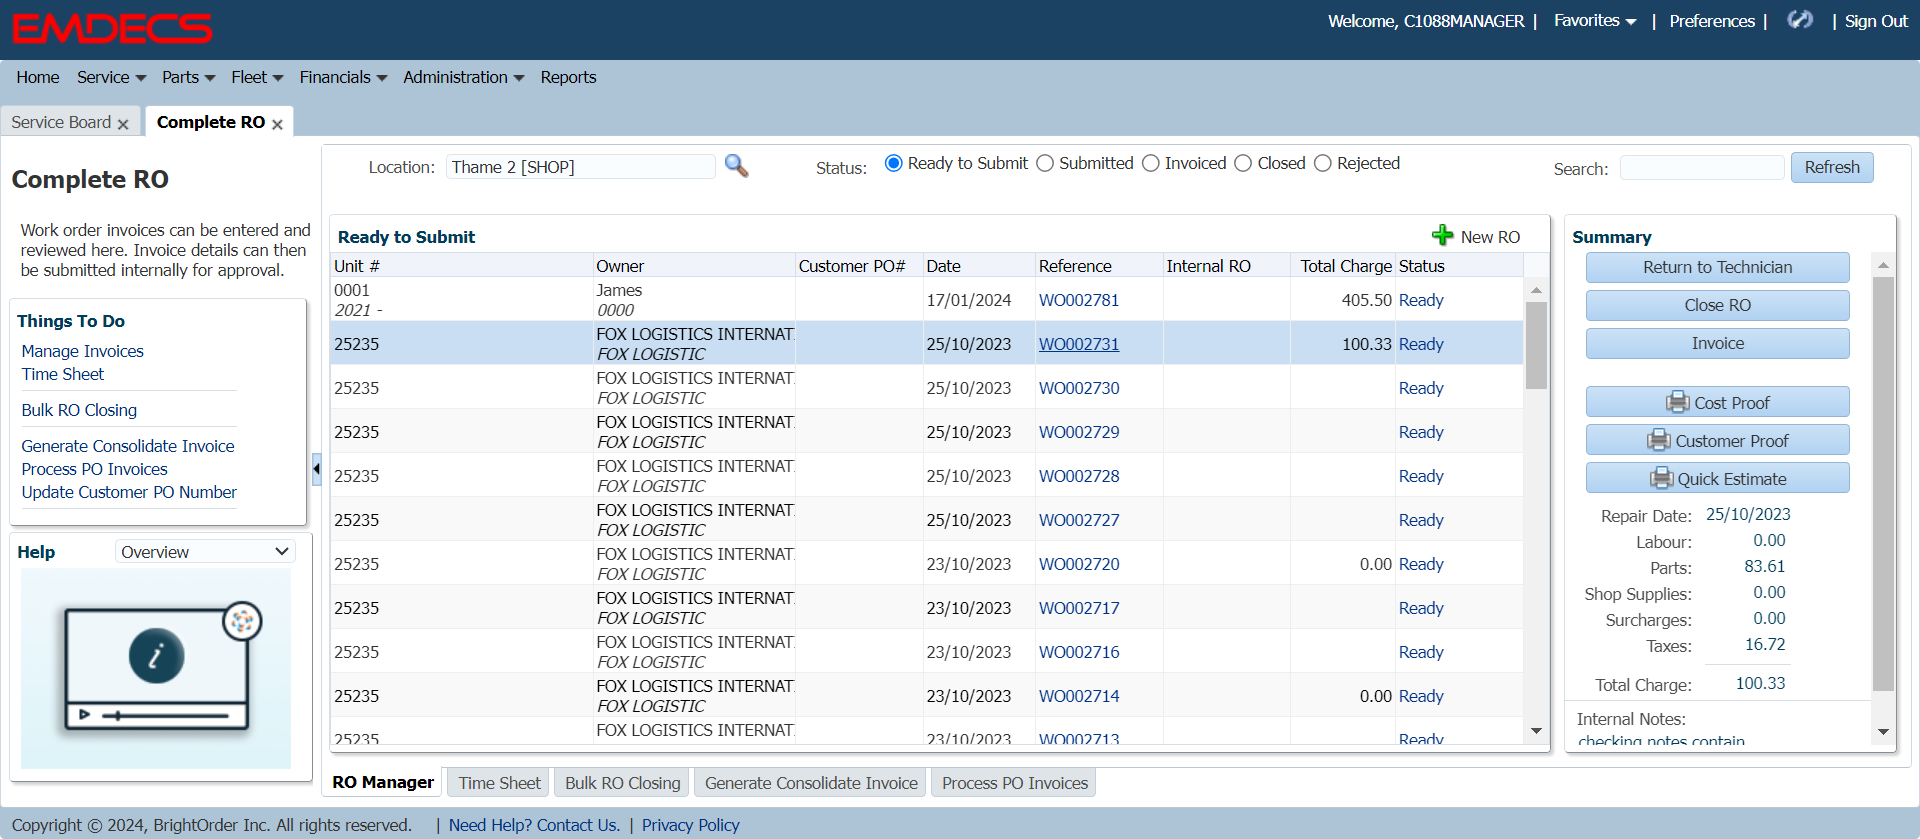 EMDECS
Welcome, C1088MANAGER | Favorites | Preferences | | Sign Out
Home Service Parts Fleet Financials Administration Reports
Service Board Complete RO
Complete RO
Work order invoices can be entered and
reviewed here. Invoice details can then
be submitted internally for approval.
Things To Do
Manage Invoices
Time Sheet
Bulk RO Closing
Generate Consolidate Invoice
Process PO Invoices
Update Customer PO Number
Help Overview
i
Location: Thame 2 [SHOP] Status: Ready to Submit Submitted Invoiced Closed Rejected Search: Refresh
Ready to Submit New RO
Unit # Owner Customer PO# Date Reference Internal RO Total Charge Status
0001 James 17/01/2024 WO002781 405.50 Ready
2021 - 0000
25235 FOX LOGISTICS INTERNAT 25/10/2023 WO002731 100.33 Ready
FOX LOGISTIC
25235 FOX LOGISTICS INTERNAT 25/10/2023 WO002730 Ready
FOX LOGISTIC
25235 FOX LOGISTICS INTERNAT 25/10/2023 WO002729 Ready
FOX LOGISTIC
25235 FOX LOGISTICS INTERNAT 25/10/2023 WO002728 Ready
FOX LOGISTIC
25235 FOX LOGISTICS INTERNAT 25/10/2023 WO002727 Ready
FOX LOGISTIC
25235 FOX LOGISTICS INTERNAT 23/10/2023 WO002720 0.00 Ready
FOX LOGISTIC
25235 FOX LOGISTICS INTERNAT 23/10/2023 WO002717 Ready
FOX LOGISTIC
25235 FOX LOGISTICS INTERNAT 23/10/2023 WO002716 Ready
FOX LOGISTIC
25235 FOX LOGISTICS INTERNAT 23/10/2023 WO002714 0.00 Ready
FOX LOGISTIC
25235 FOX LOGISTICS INTERNAT 23/10/2023 WO002713 Ready
Summary
Return to Technician
Close RO
Invoice
Cost Proof
Customer Proof
Quick Estimate
Repair Date: 25/10/2023
Labour: 0.00
Parts: 83.61
Shop Supplies: 0.00
Surcharges: 0.00
Taxes: 16.72
Total Charge: 100.33
Internal Notes:
checking notes contain
RO Manager Time Sheet Bulk RO Closing Generate Consolidate Invoice Process PO Invoices
Copyright © 2024, BrightOrder Inc. All rights reserved. | Need Help? Contact Us. | Privacy Policy